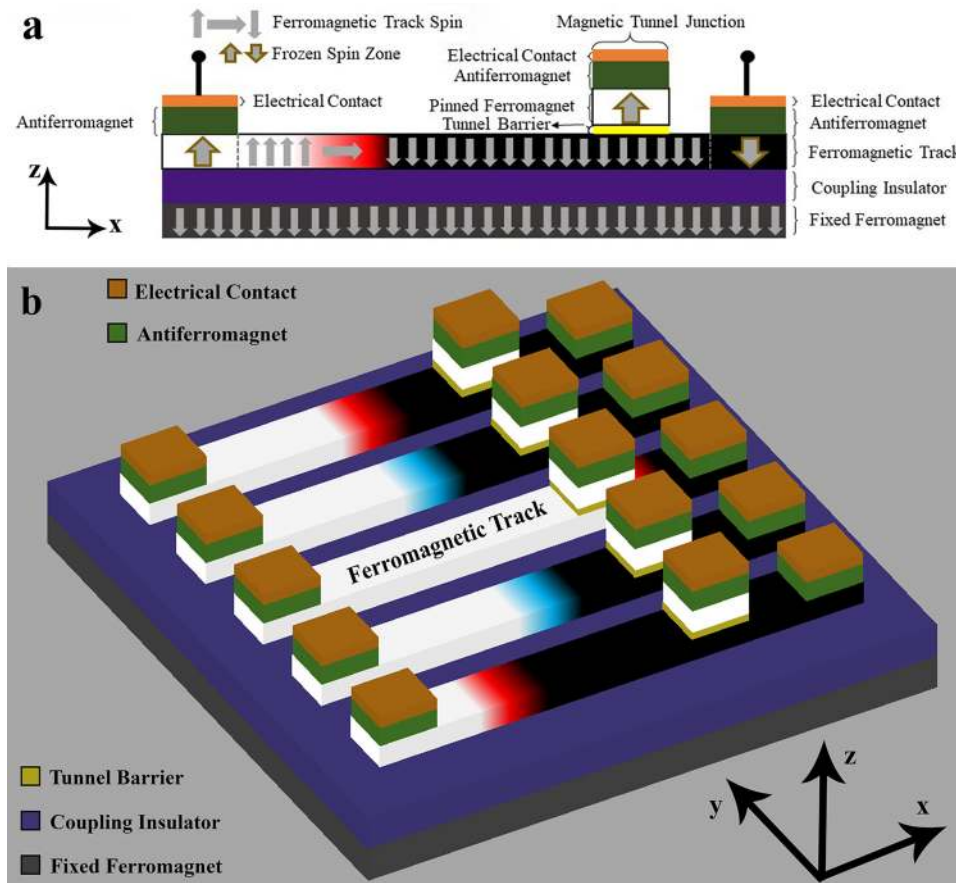 a
Ferromagnetic Track Spin
Frozen Spin Zone
Magnetic Tunnel Junction
Electrical Contact
Antiferromagnet
Electrical Contact
Antiferromagnet
Pinned Ferromagnet
Tunnel Barrier
Electrical Contact
Antiferromagnet
Ferromagnetic Track
Coupling Insulator
Fixed Ferromagnet
z
x
b
Electrical Contact
Antiferromagnet
Ferromagnetic Track
Tunnel Barrier
Coupling Insulator
Fixed Ferromagnet
z
y
x